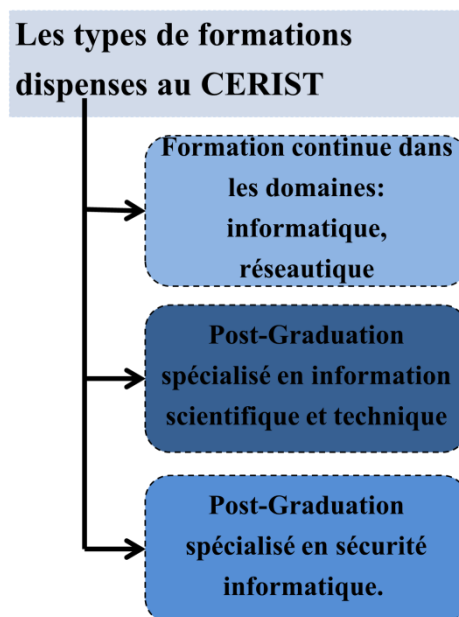 Les types de formations
dispenses au CERIST
Formation continue dans
les domaines:
informatique,
réseautique
Post-Graduation
spécialisé en information
scientifique et technique
Post-Graduation
spécialisé en sécurité
informatique.